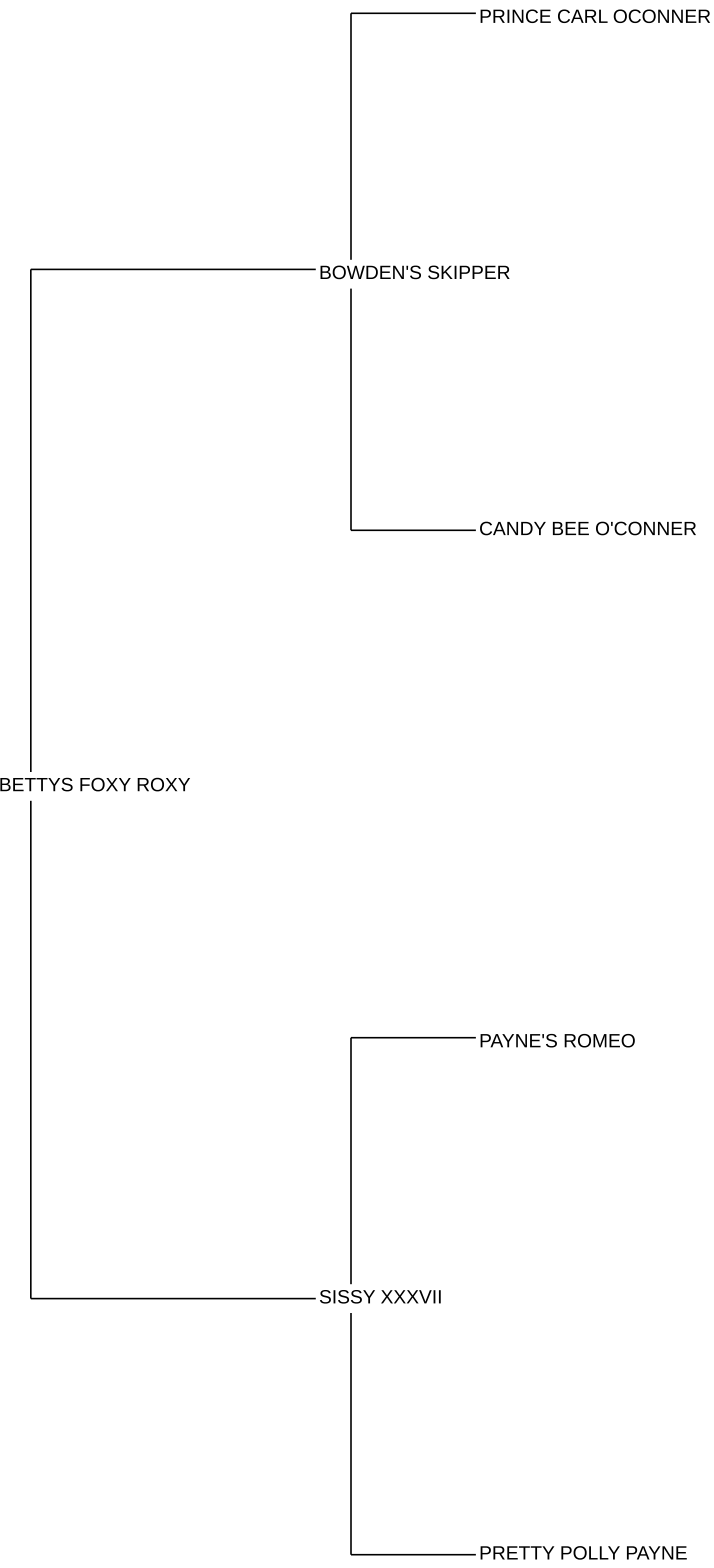 PRINCE CARL OCONNER
BOWDEN'S SKIPPER
CANDY BEE O'CONNER
BETTYS FOXY ROXY
PAYNE'S ROMEO
SISSY XXXVII
PRETTY POLLY PAYNE